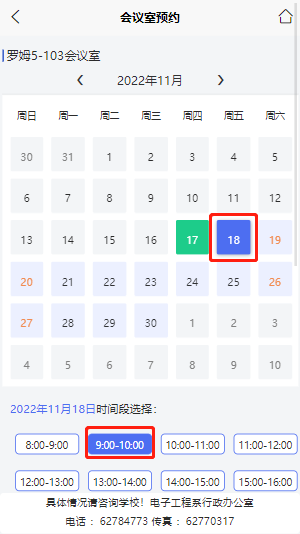 会议室预约
罗姆5-103会议室
2022年11月
周日 周一 周二 周三 周四 周五 周六
30 31 1 2 3 4 5
6 7 8 9 10 11 12
13 14 15 16 17 18 19
20 21 22 23 24 25 26
27 28 29 30 1 2 3
4 5 6 7 8 9 10
2022年11月18日时间段选择:
8:00-9:00 9:00-10:00 10:00-11:00 11:00-12:00
12:00-13:00 13:00-14:00 14:00-15:00 15:00-16:00
具体情况请咨询学校！电子工程系行政办公室
电话： 62784773 传真： 62770317